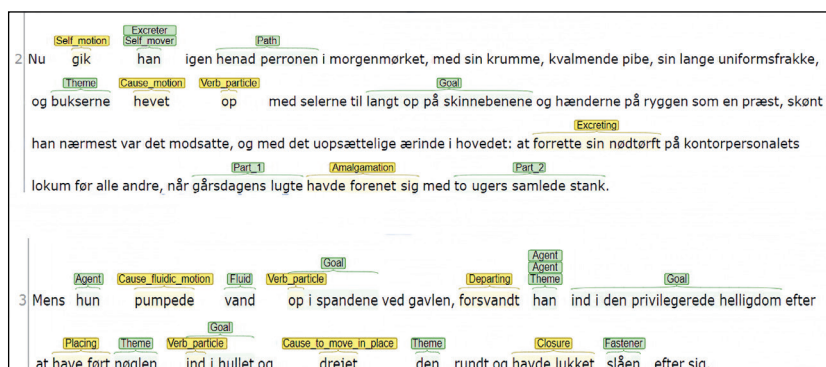 Excreter
Self_motion Self_mover Path
2 Nu gik han igen henad perronen i morgenmørket, med sin krumme, kvalmende pibe, sin lange uniformsfrakke,
Theme Cause_motion Verb_particle Goal
og bukserne hevet op med selerne til langt op på skinnebenene og hænderne på ryggen som en præst, skønt
Excreting
han nærmest var det modsatte, og med det uopsættelige ærinde i hovedet: at forrette sin nødtørft på kontorpersonalets
Part_1 Amalgamation Part_2
lokum før alle andre, når gårsdagens lugte havde forenet sig med to ugers samlede stank.
Agent
Goal Agent
Agent Cause_fluidic_motion Fluid Verb_particle Departing Theme Goal
3 Mens hun pumpede vand op i spandene ved gavlen, forsvandt han ind i den privilegerede helligdom efter
Goal
Placing Theme Verb_particle Cause_to_move_in_place Theme Closure Fastener
at have ført nøglen ind i hullet og drejet den rundt og havde lukket slåen efter sig.